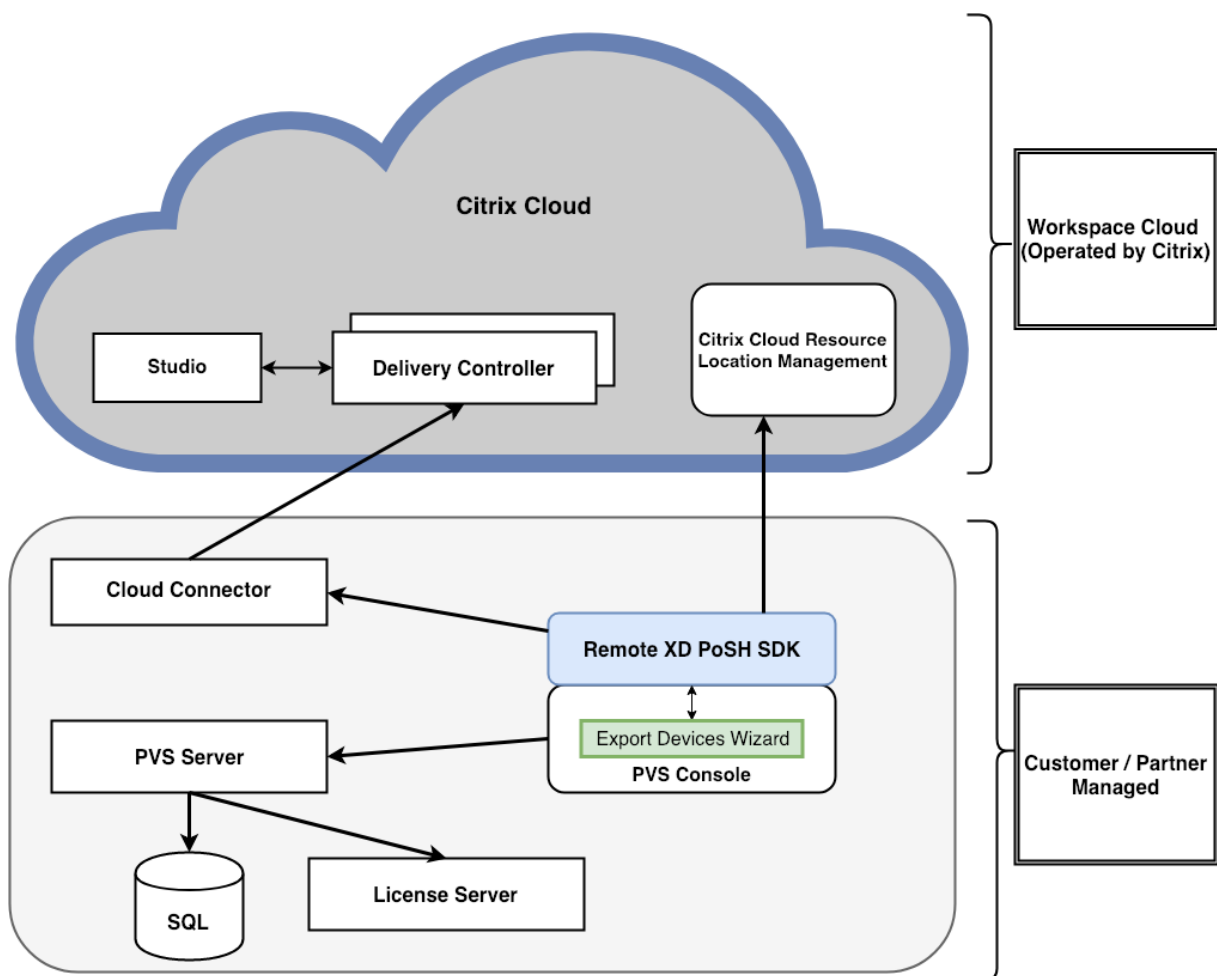 Citrix Cloud
Workspace Cloud
(Operated by Citrix)
Studio
Delivery Controller
Citrix Cloud Resource
Location Management
Cloud Connector
Remote XD PoSH SDK
PVS Server
Export Devices Wizard
PVS Console
Customer / Partner
Managed
License Server
SQL